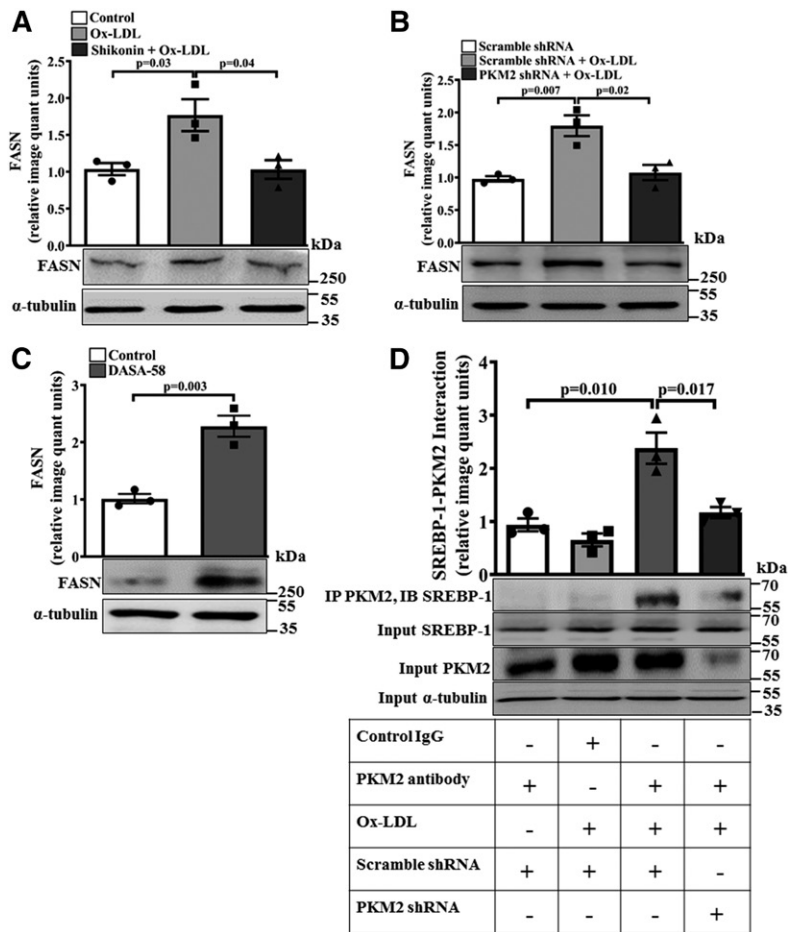 A
Control
Ox-LDL
Shikonin + Ox-LDL
p=0.03
p=0.04
FASN
(relative image quant units)
2.5
2.0
1.5
1.0
0.5
0.0
kDa
FASN
250
α-tubulin
55
35
B
Scramble shRNA
Scramble shRNA + Ox-LDL
PKM2 shRNA + Ox-LDL
p=0.007
p=0.02
FASN
(relative image quant units)
2.5
2.0
1.5
1.0
0.5
0.0
kDa
FASN
250
α-tubulin
55
35
C
Control
DASA-58
p=0.003
FASN
(relative image quant units)
3
2
1
0
kDa
FASN
250
α-tubulin
55
35
D
p=0.010
p=0.017
SREBP-1-PKM2 Interaction
(relative image quant units)
4
3
2
1
0
kDa
IP PKM2, IB SREBP-1
70
55
Input SREBP-1
70
55
Input PKM2
70
55
Input α-tubulin
55
35
Control IgG - + - -
PKM2 antibody + - + +
Ox-LDL - + + +
Scramble shRNA + + + -
PKM2 shRNA - - - +